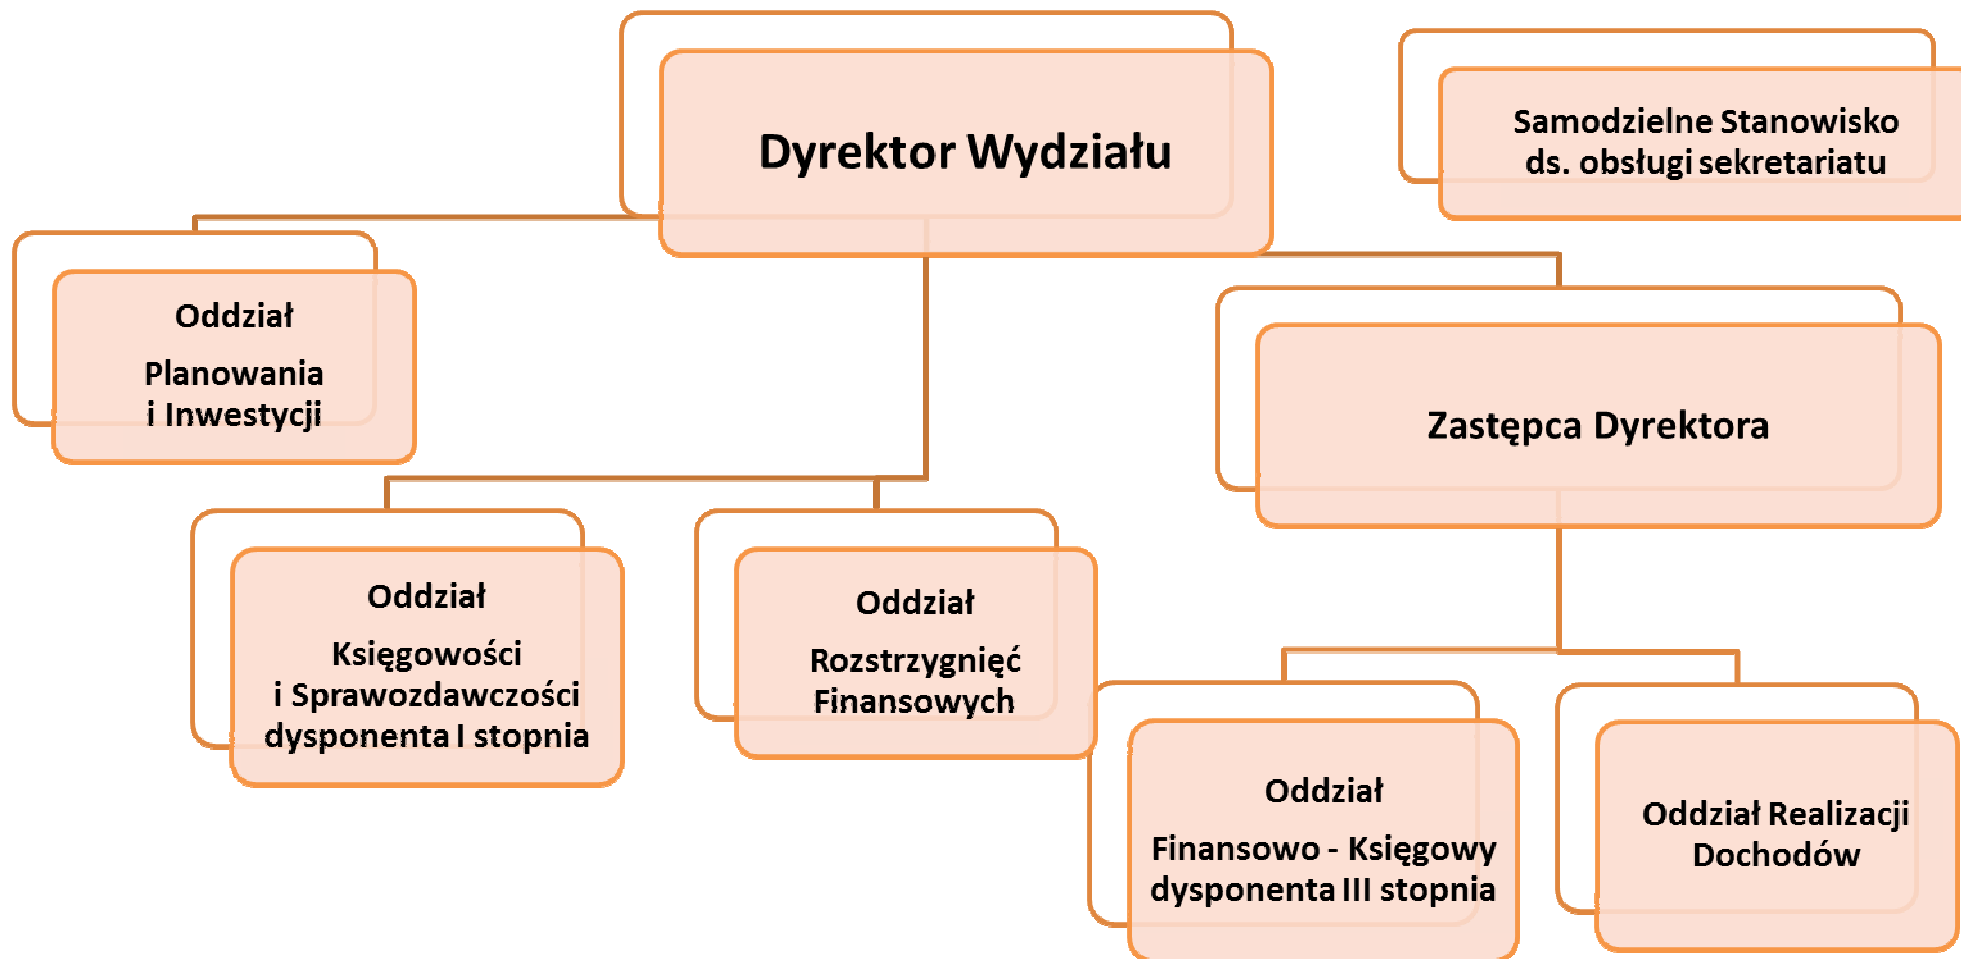 Dyrektor Wydziału
Samodzielne Stanowisko
ds. obsługi sekretariatu
Oddział
Planowania
i Inwestycji
Zastępca Dyrektora
Oddział
Księgowości
i Sprawozdawczości
dysponenta I stopnia
Oddział
Rozstrzygnięć
Finansowych
Oddział
Finansowo - Księgowy
dysponenta III stopnia
Oddział Realizacji
Dochodów